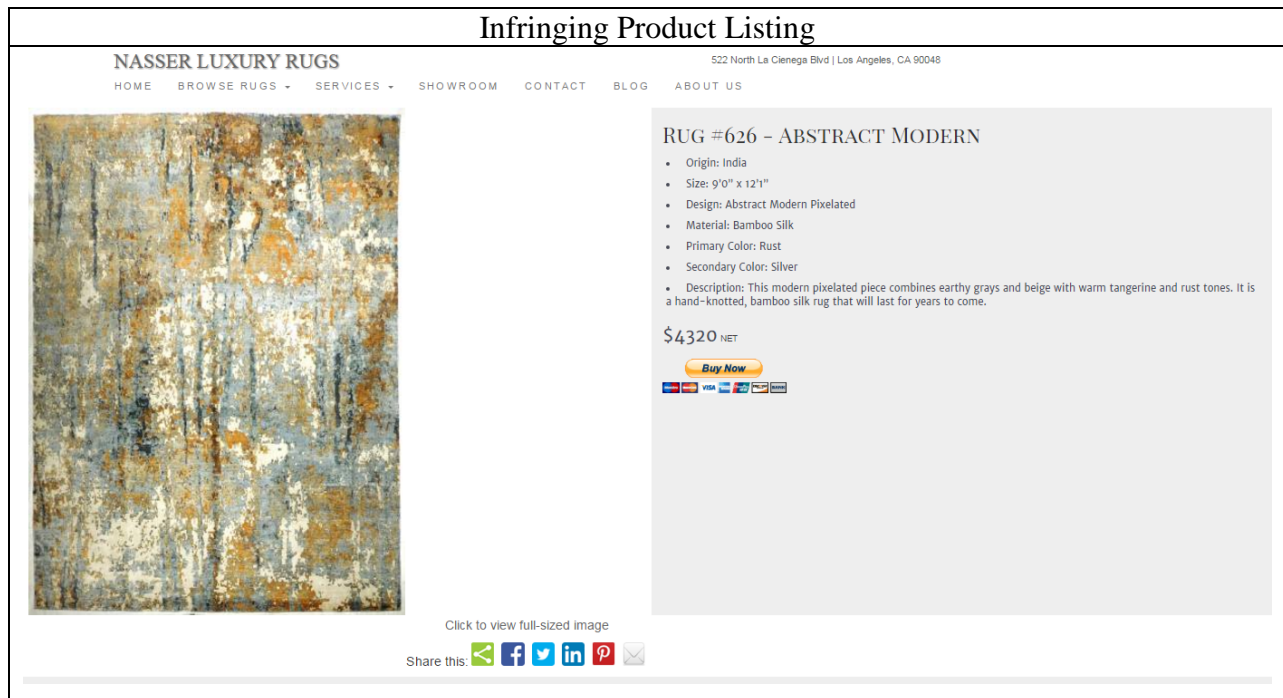 Infringing Product Listing
NASSER LUXURY RUGS
522 North La Cienega Blvd | Los Angeles, CA 90048
HOME BROWSE RUGS SERVICES SHOWROOM CONTACT BLOG ABOUT US
RUG #626 - ABSTRACT MODERN
• Origin: India
• Size: 9'0" x 12'1"
• Design: Abstract Modern Pixelated
• Material: Bamboo Silk
• Primary Color: Rust
• Secondary Color: Silver
• Description: This modern pixelated piece combines earthy grays and beige with warm tangerine and rust tones. It is
a hand-knotted, bamboo silk rug that will last for years to come.
$4320 NET
Buy Now
VISA
Click to view full-sized image
Share this: